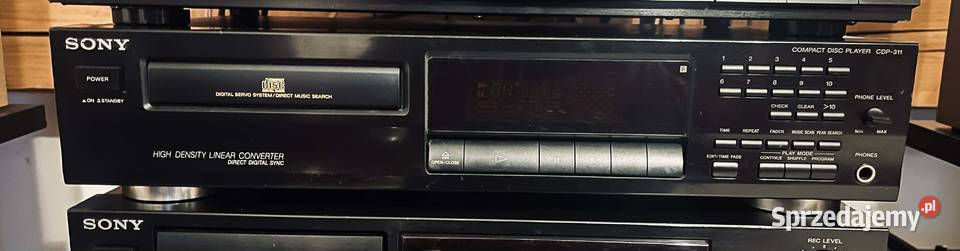 SONY
COMPACT DISC PLAYER CDP-311
POWER
▲ON ≙STANDBY
disc
DIGITAL SERVO SYSTEM/DIRECT MUSIC SEARCH
1 2 3 4 5
6 7 8 9 10
CHECK CLEAR >10
PHONE LEVEL
MIN MAX
TIME REPEAT FADER MUSIC SCAN PEAK SEARCH
HIGH DENSITY LINEAR CONVERTER
DIRECT DIGITAL SYNC
OPEN/CLOSE
EDIT/TIME FADE
PLAY MODE
CONTINUE SHUFFLE PROGRAM
PHONES
SONY
REC LEVEL
Sprzedajemy.pl